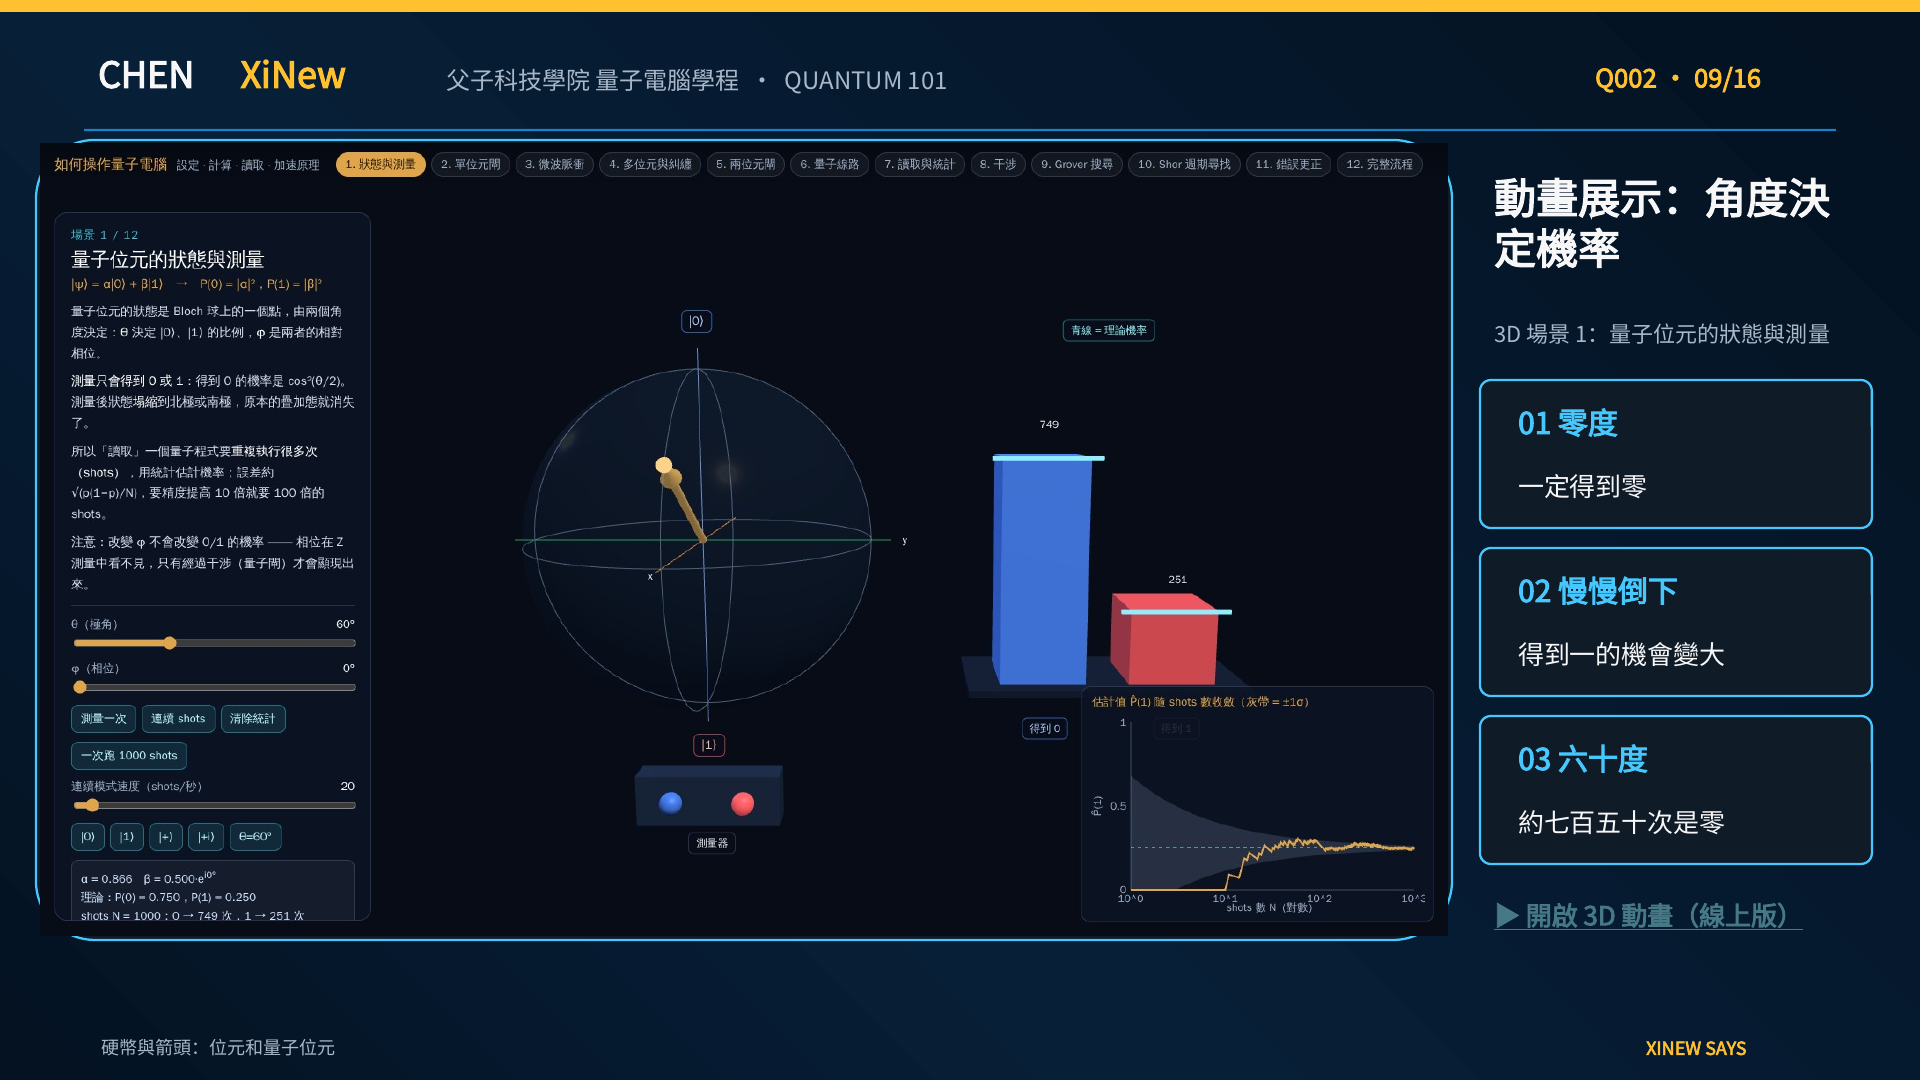 CHEN XiNew 父子科技學院 量子電腦學程 • QUANTUM 101 Q002 • 09/16
如何操作量子電腦 設定 · 計算 · 讀取 · 加速原理 1. 狀態與測量 2. 單位元閘 3. 微波脈衝 4. 多位元與糾纏 5. 兩位元閘 6. 量子線路 7. 讀取與統計 8. 干涉 9. Grover 搜尋 10. Shor 週期尋找 11. 錯誤更正 12. 完整流程
場景 1 / 12
量子位元的狀態與測量
|ψ⟩ = α|0⟩ + β|1⟩ → P(0) = |α|², P(1) = |β|²
量子位元的狀態是 Bloch 球上的一個點，由兩個角
度決定：θ 決定 |0⟩、|1⟩ 的比例，φ 是兩者的相對
相位。
測量只會得到 0 或 1：得到 0 的機率是 cos²(θ/2)。
測量後狀態塌縮到北極或南極，原本的疊加態就消失
了。
所以「讀取」一個量子程式要重複執行很多次
（shots），用統計估計機率；誤差約
√(p(1−p)/N)，要精度提高 10 倍就要 100 倍的
shots。
注意：改變 φ 不會改變 0/1 的機率 —— 相位在 Z
測量中看不見，只有經過干涉（量子閘）才會顯現出
來。
θ（極角） 60°
φ（相位） 0°
測量一次 連續 shots 清除統計
一次跑 1000 shots
連續模式速度（shots/秒） 20
|0⟩ |1⟩ |+⟩ |+i⟩ θ=60°
α = 0.866 β = 0.500·e^i0°
理論：P(0) = 0.750，P(1) = 0.250
shots N = 1000：0 → 749 次，1 → 251 次
|0⟩
y
x
|1⟩
測量器
青線 = 理論機率
749
251
得到 0
得到 1
估計值 P̂(1) 隨 shots 數收斂（灰帶 = ±1σ）
1
0.5
0
P̂(1)
10^0 10^1 10^2 10^3
shots 數 N（對數）
動畫展示：角度決
定機率
3D 場景 1：量子位元的狀態與測量
01 零度
一定得到零
02 慢慢倒下
得到一的機會變大
03 六十度
約七百五十次是零
▶ 開啟 3D 動畫（線上版）
硬幣與箭頭：位元和量子位元
XINEW SAYS